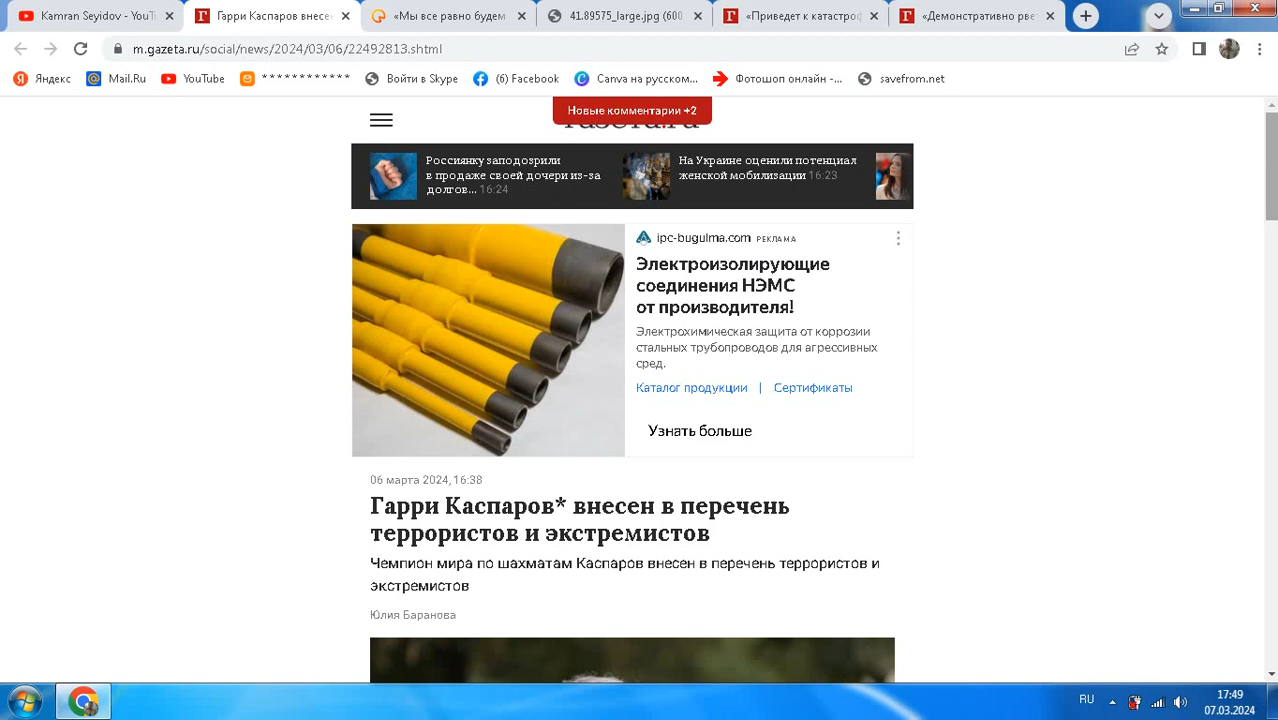 Kamran Seyidov - YouTi
Гарри Каспаров внесе
«Мы все равно будем
41.89575_large.jpg (600
«Приведет к катастроф
«Демонстративно рве
m.gazeta.ru/social/news/2024/03/06/22492813.shtml
Яндекс
Mail.Ru
YouTube
************
Войти в Skype
(6) Facebook
Canva на русском...
Фотошоп онлайн -...
savefrom.net
Новые комментарии +2
Россиянку заподозрили
в продаже своей дочери из-за
долгов... 16:24
На Украине оценили потенциал
женской мобилизации 16:23
ipc-bugulma.com РЕКЛАМА
Электроизолирующие
соединения НЭМС
от производителя!
Электрохимическая защита от коррозии
стальных трубопроводов для агрессивных
сред.
Каталог продукции | Сертификаты
Узнать больше
06 марта 2024, 16:38
Гарри Каспаров* внесен в перечень
террористов и экстремистов
Чемпион мира по шахматам Каспаров внесен в перечень террористов и
экстремистов
Юлия Баранова
RU
17:49
07.03.2024